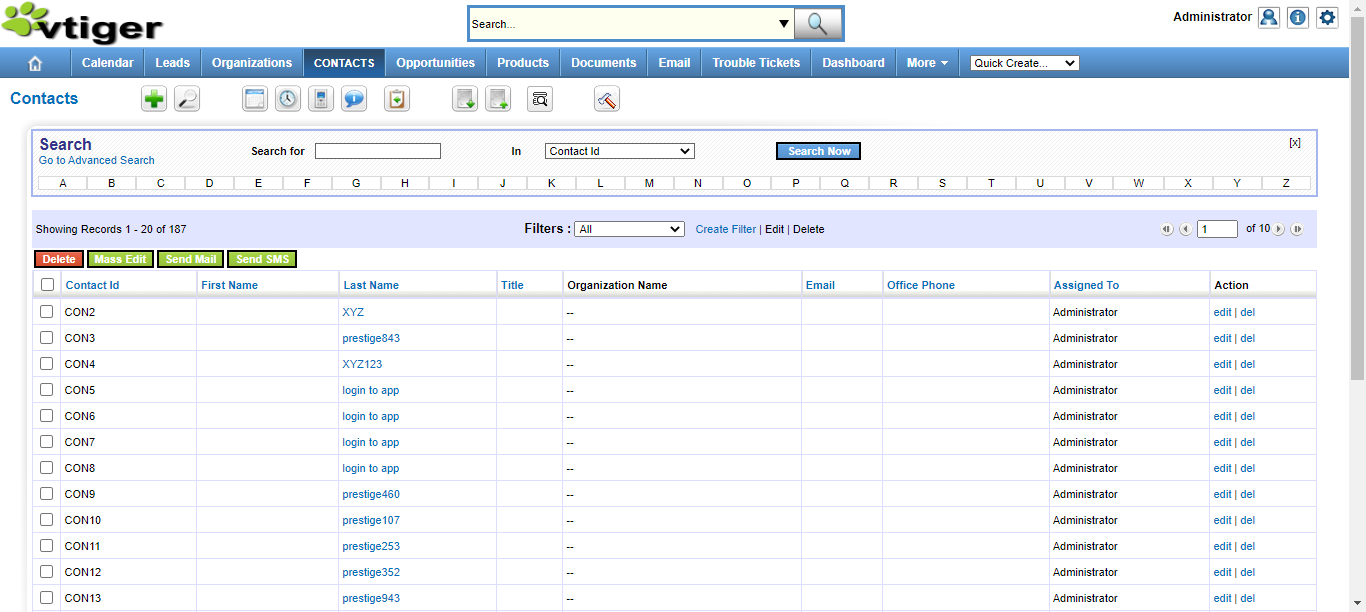 vtiger
Search...
Administrator
Calendar Leads Organizations CONTACTS Opportunities Products Documents Email Trouble Tickets Dashboard More Quick Create...
Contacts
Search
Go to Advanced Search
Search for In Contact Id Search Now [x]
A B C D E F G H I J K L M N O P Q R S T U V W X Y Z
Showing Records 1 - 20 of 187 Filters : All Create Filter | Edit | Delete 1 of 10
Delete Mass Edit Send Mail Send SMS
Contact Id First Name Last Name Title Organization Name Email Office Phone Assigned To Action
CON2 XYZ -- Administrator edit | del
CON3 prestige843 -- Administrator edit | del
CON4 XYZ123 -- Administrator edit | del
CON5 login to app -- Administrator edit | del
CON6 login to app -- Administrator edit | del
CON7 login to app -- Administrator edit | del
CON8 login to app -- Administrator edit | del
CON9 prestige460 -- Administrator edit | del
CON10 prestige107 -- Administrator edit | del
CON11 prestige253 -- Administrator edit | del
CON12 prestige352 -- Administrator edit | del
CON13 prestige943 -- Administrator edit | del